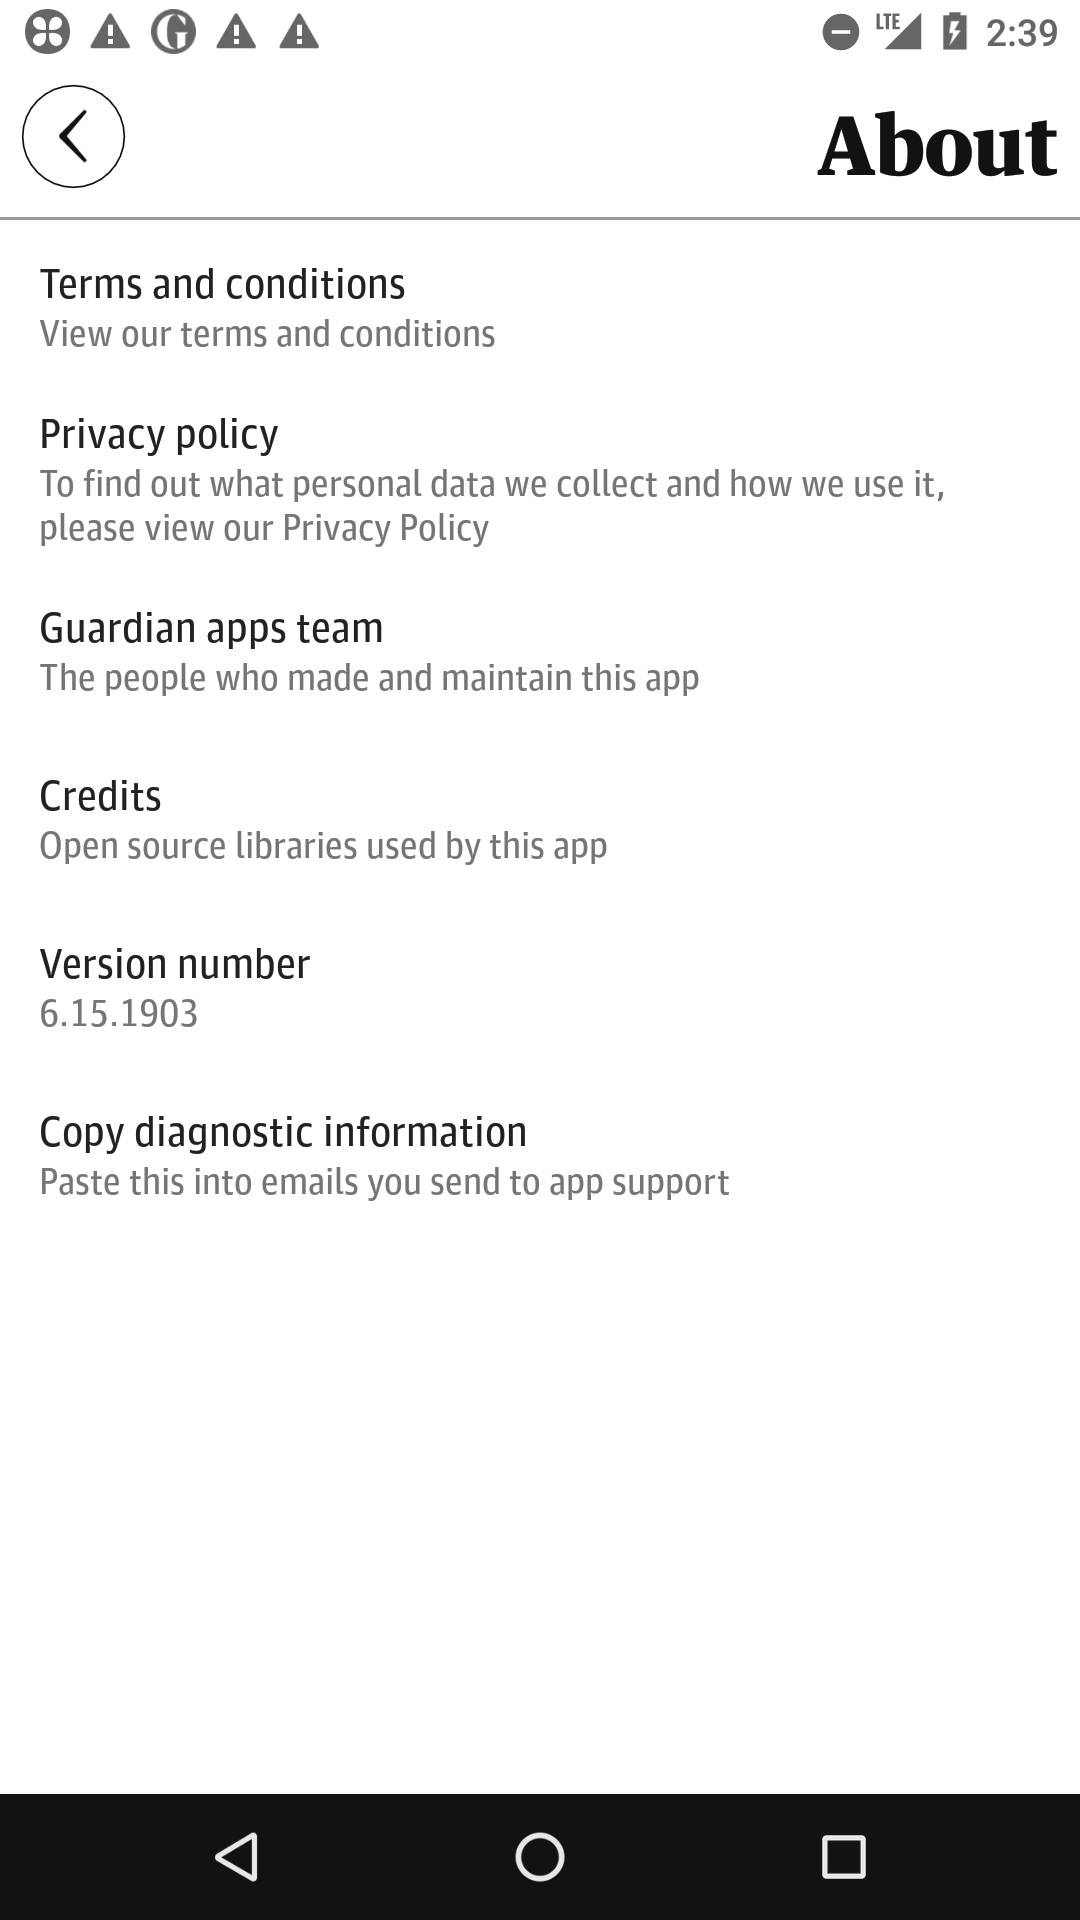 LTE 2:39
About
Terms and conditions
View our terms and conditions
Privacy policy
To find out what personal data we collect and how we use it,
please view our Privacy Policy
Guardian apps team
The people who made and maintain this app
Credits
Open source libraries used by this app
Version number
6.15.1903
Copy diagnostic information
Paste this into emails you send to app support